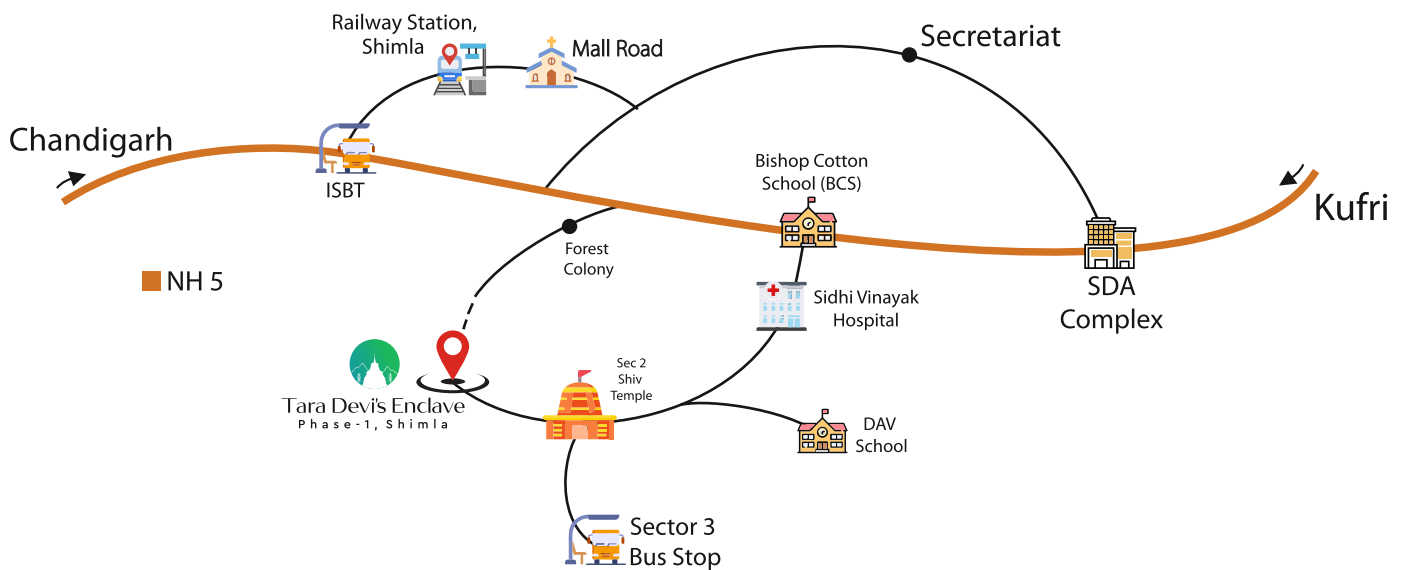 Railway Station,
Shimla
Mall Road
Secretariat
Chandigarh
ISBT
Bishop Cotton
School (BCS)
Kufri
Forest
Colony
NH 5
SDA
Complex
Sidhi Vinayak
Hospital
Sec 2
Shiv
Temple
Tara Devi's Enclave
Phase-1, Shimla
DAV
School
Sector 3
Bus Stop